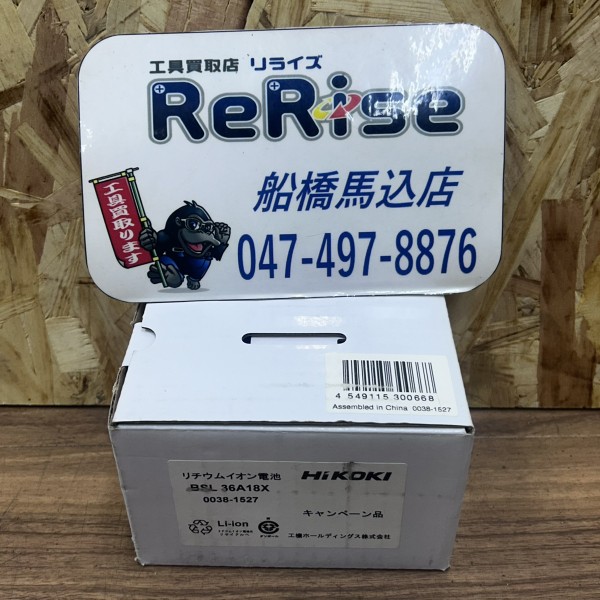 工具買取店 リライズ
ReRise
船橋馬込店
047-497-8876
工具買取ります
4 549115 300668
Assembled in China 0038-1527
リチウムイオン電池
HiKOKI
BSL 36A18X
0038-1527
キャンペーン品
Li-ion
工機ホールディングス株式会社